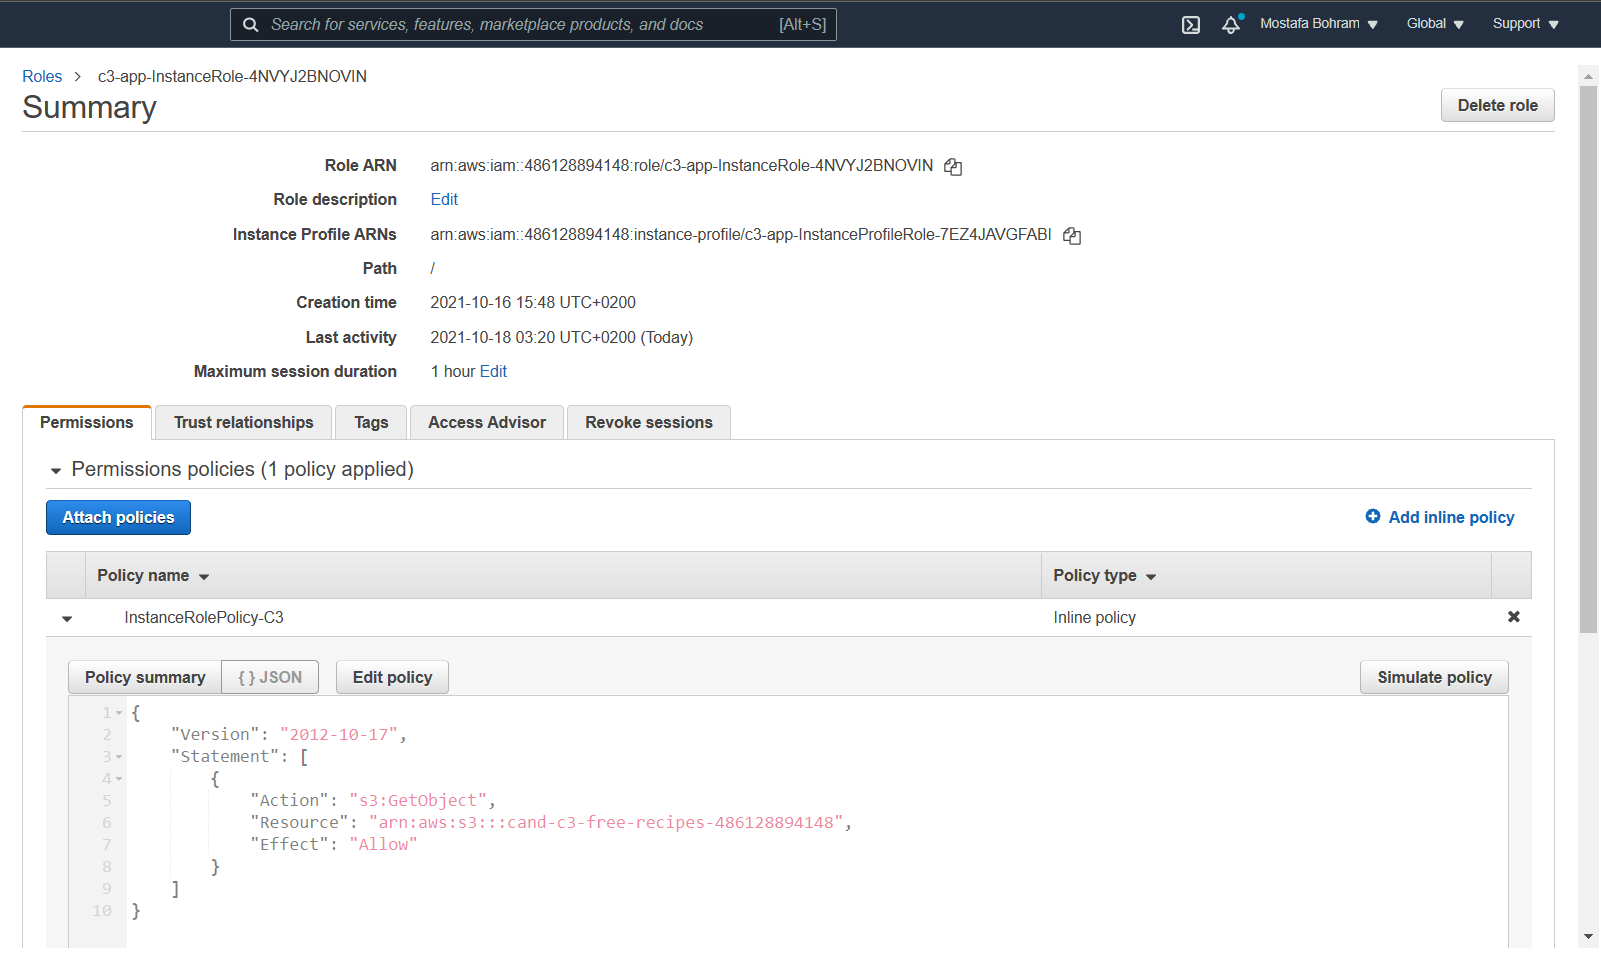 Search for services, features, marketplace products, and docs [Alt+S] Mostafa Bohram Global Support
Roles > c3-app-InstanceRole-4NVYJ2BNOVIN
Summary
Delete role
Role ARN arn:aws:iam::486128894148:role/c3-app-InstanceRole-4NVYJ2BNOVIN
Role description Edit
Instance Profile ARNs arn:aws:iam::486128894148:instance-profile/c3-app-InstanceProfileRole-7EZ4JAVGFABI
Path /
Creation time 2021-10-16 15:48 UTC+0200
Last activity 2021-10-18 03:20 UTC+0200 (Today)
Maximum session duration 1 hour Edit
Permissions Trust relationships Tags Access Advisor Revoke sessions
Permissions policies (1 policy applied)
Attach policies Add inline policy
Policy name Policy type
InstanceRolePolicy-C3 Inline policy
Policy summary { } JSON Edit policy Simulate policy
1 {
2 "Version": "2012-10-17",
3 "Statement": [
4 {
5 "Action": "s3:GetObject",
6 "Resource": "arn:aws:s3:::cand-c3-free-recipes-486128894148",
7 "Effect": "Allow"
8 }
9 ]
10 }